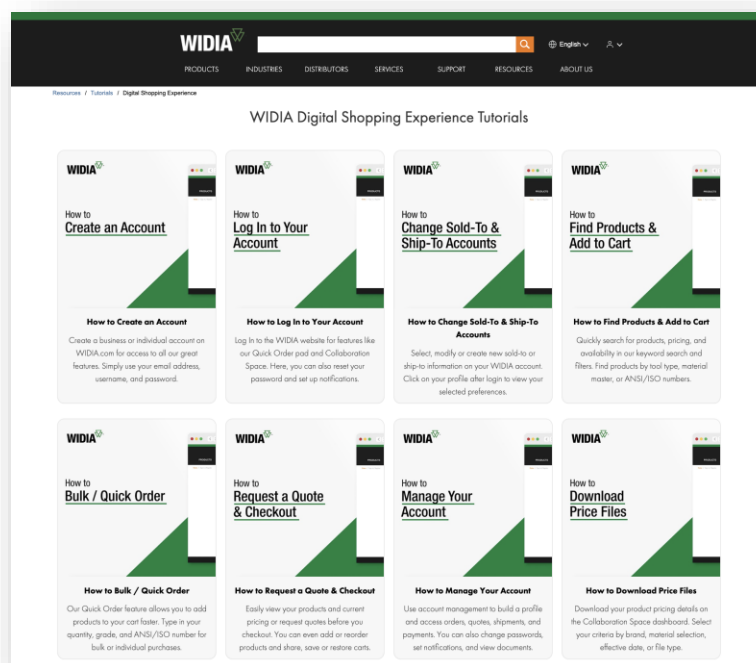 WIDIA
English
PRODUCTS INDUSTRIES DISTRIBUTORS SERVICES SUPPORT RESOURCES ABOUT US
Resources / Tutorials / Digital Shopping Experience
WIDIA Digital Shopping Experience Tutorials
WIDIA
PRODUCTS
How to
Create an Account
How to Create an Account
Create a business or individual account on
WIDIA.com for access to all our great
features. Simply use your email address,
username, and password.
WIDIA
PRODUCTS
How to
Log In to Your
Account
How to Log In to Your Account
Log In to the WIDIA website for features like
our Quick Order pad and Collaboration
Space. Here, you can also reset your
password and set up notifications.
WIDIA
PRODUCTS
How to
Change Sold-To &
Ship-To Accounts
How to Change Sold-To & Ship-To
Accounts
Select, modify or create new sold-to or
ship-to information on your WIDIA account.
Click on your profile after login to view your
selected preferences.
WIDIA
PRODUCTS
How to
Find Products &
Add to Cart
How to Find Products & Add to Cart
Quickly search for products, pricing, and
availability in our keyword search and
filters. Find products by tool type, material
master, or ANSI/ISO numbers.
WIDIA
PRODUCTS
How to
Bulk / Quick Order
How to Bulk / Quick Order
Our Quick Order feature allows you to add
products to your cart faster. Type in your
quantity, grade, and ANSI/ISO number for
bulk or individual purchases.
WIDIA
PRODUCTS
How to
Request a Quote
& Checkout
How to Request a Quote & Checkout
Easily view your products and current
pricing or request quotes before you
checkout. You can even add or reorder
products and share, save or restore carts.
WIDIA
PRODUCTS
How to
Manage Your
Account
How to Manage Your Account
Use account management to build a profile
and access orders, quotes, shipments, and
payments. You can also change passwords,
set notifications, and view documents.
WIDIA
PRODUCTS
How to
Download
Price Files
How to Download Price Files
Download your product pricing details on
the Collaboration Space dashboard. Select
your criteria by brand, material selection,
effective date, or file type.